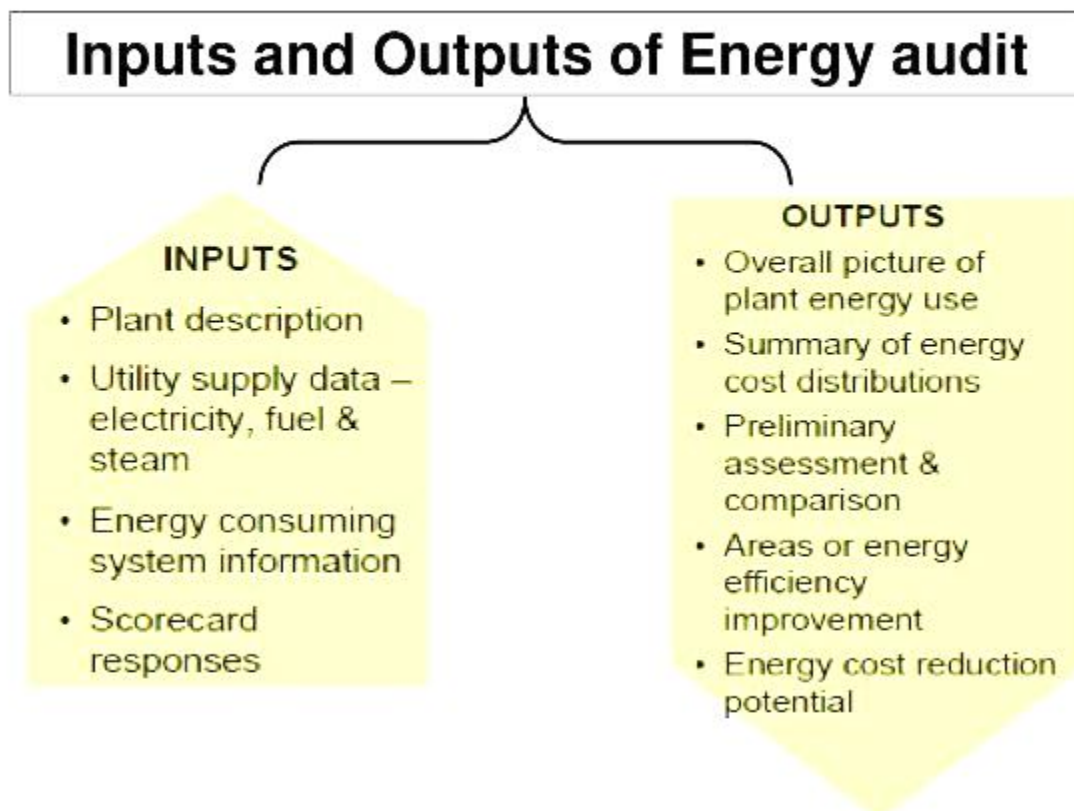 Inputs and Outputs of Energy audit
INPUTS
• Plant description
• Utility supply data –
electricity, fuel &
steam
• Energy consuming
system information
• Scorecard
responses
OUTPUTS
• Overall picture of
plant energy use
• Summary of energy
cost distributions
• Preliminary
assessment &
comparison
• Areas or energy
efficiency
improvement
• Energy cost reduction
potential